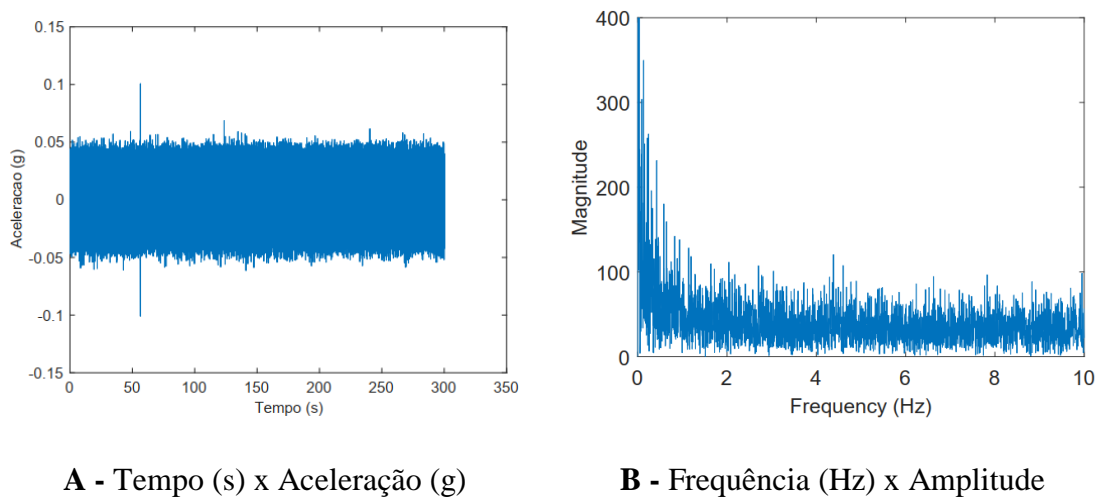 0.15
0.1
0.05
0
-0.05
-0.1
-0.15
Aceleracao (g)
0 50 100 150 200 250 300 350
Tempo (s)
400
300
200
100
0
Magnitude
0 2 4 6 8 10
Frequency (Hz)
A - Tempo (s) x Aceleração (g)
B - Frequência (Hz) x Amplitude